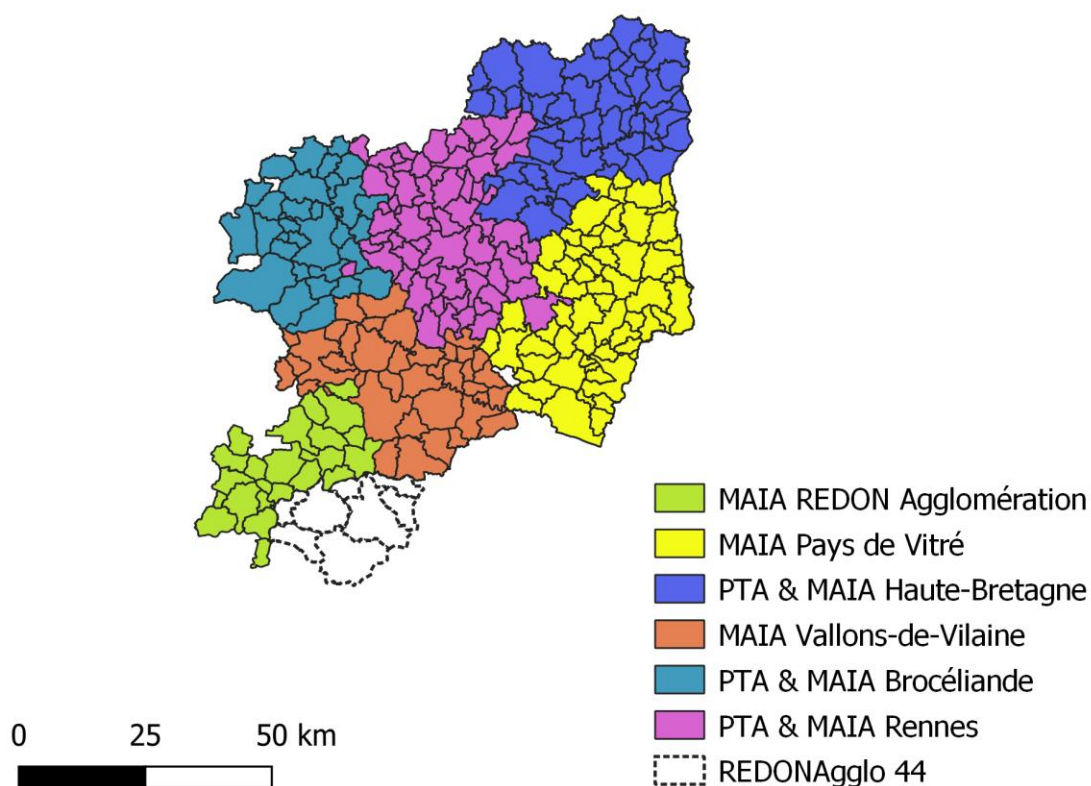 MAIA REDON Agglomération
MAIA Pays de Vitré
PTA & MAIA Haute-Bretagne
MAIA Vallons-de-Vilaine
PTA & MAIA Brocéliande
PTA & MAIA Rennes
REDONAgglo 44
0 25 50 km